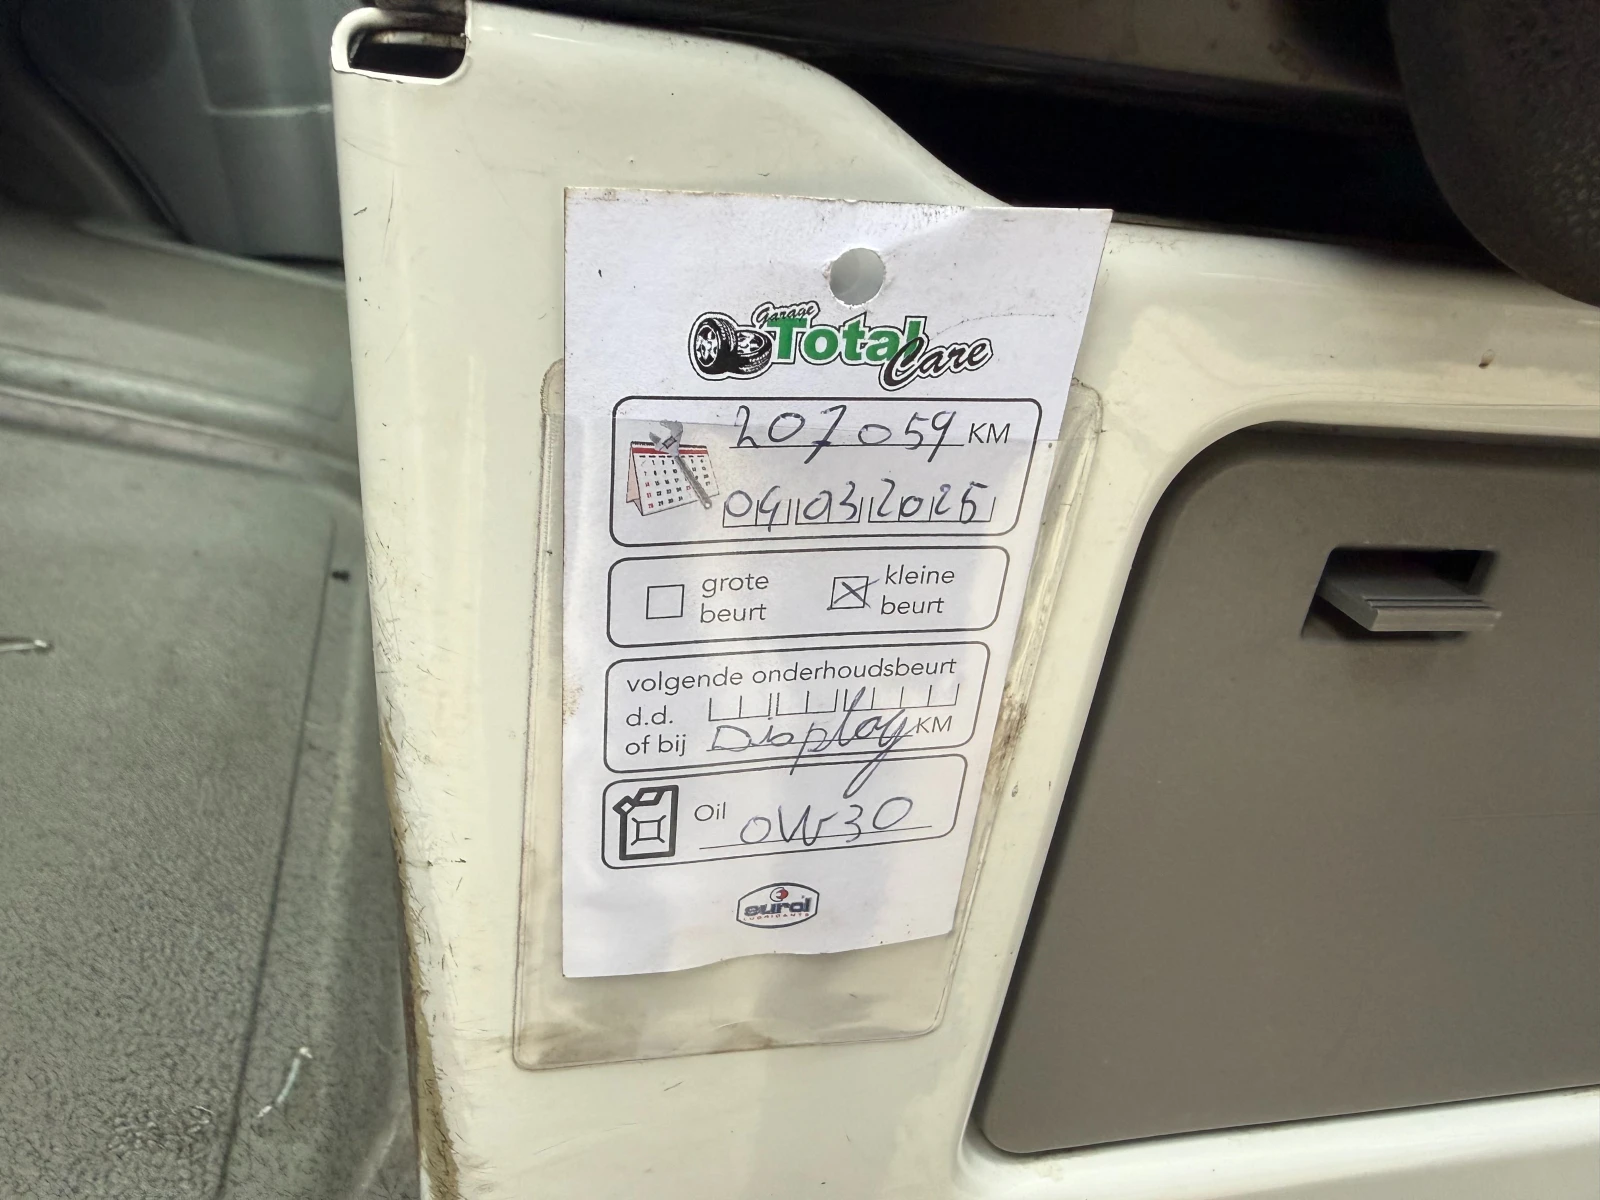 Garage
Total
Care
207059 KM
04 03 2025
grote
beurt
kleine
beurt
volgende onderhoudsbeurt
d.d.
of bij Display KM
Oil 0W30
eurol
LUBRICANTS